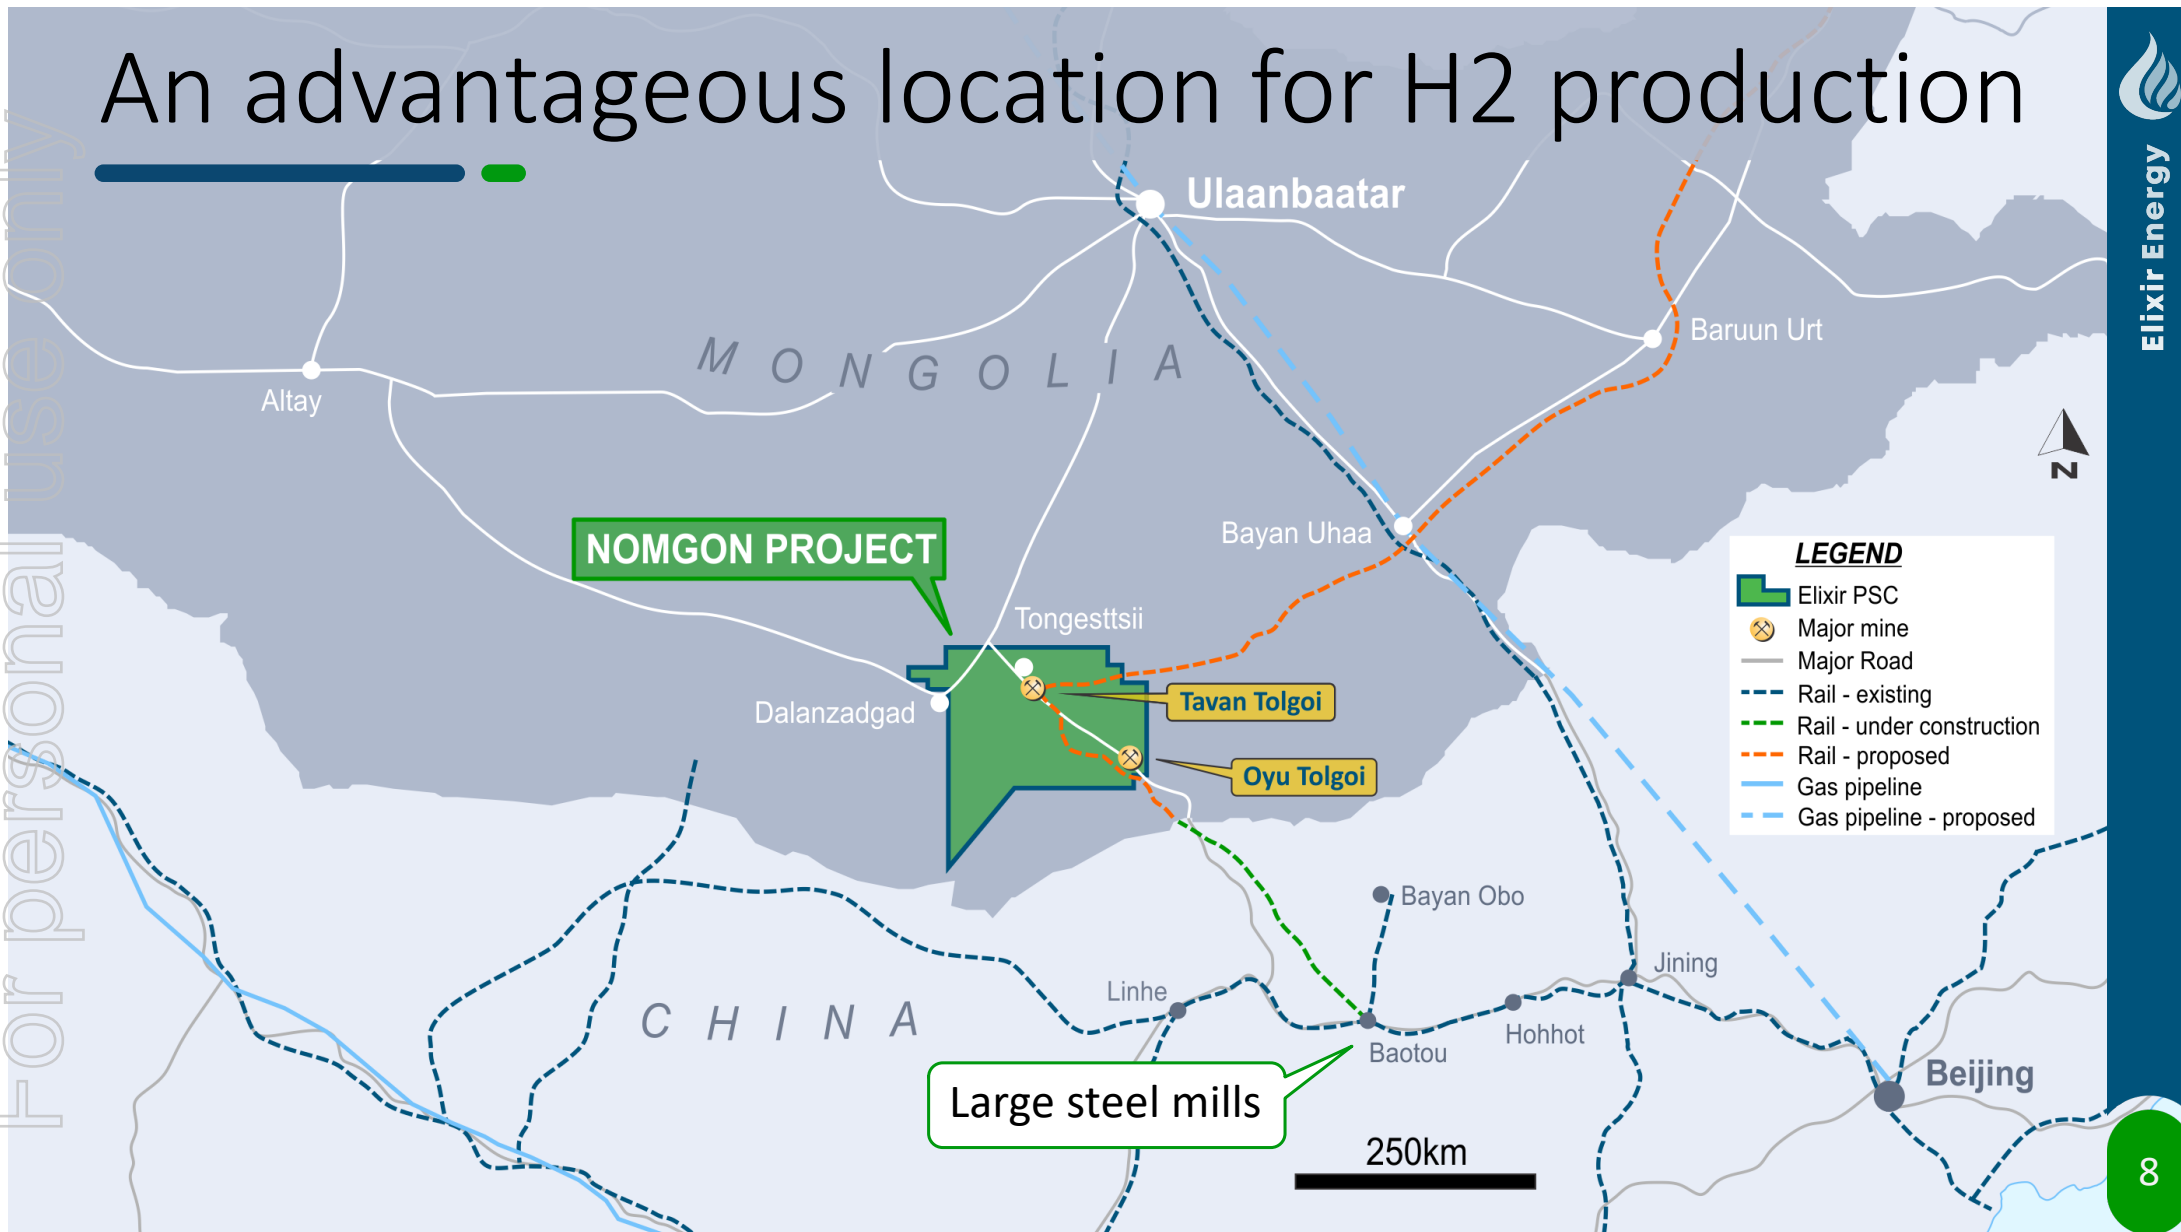 An advantageous location for H2 production
For personal use only
Elixir Energy
Ulaanbaatar
Baruun Urt
MONGOLIA
Altay
N
Bayan Uhaa
NOMGON PROJECT
LEGEND
Elixir PSC
Major mine
Major Road
Rail - existing
Rail - under construction
Rail - proposed
Gas pipeline
Gas pipeline - proposed
Tongesttsii
Tavan Tolgoi
Dalanzadgad
Oyu Tolgoi
Bayan Obo
Jining
Linhe
CHINA
Hohhot
Baotou
Beijing
Large steel mills
250km
8